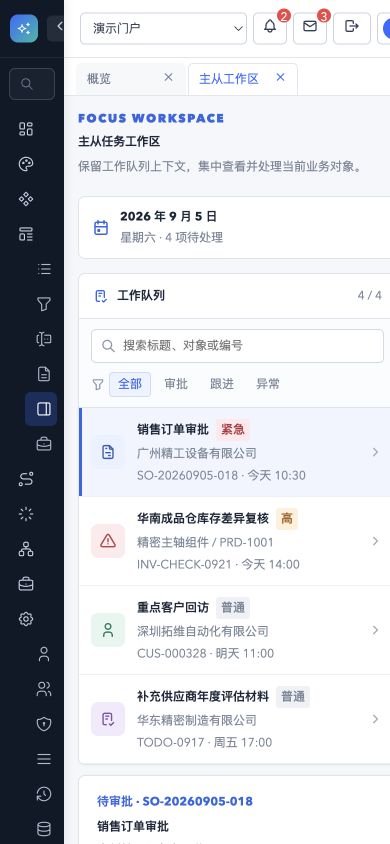 演示门户
2
3
概览
主从工作区
FOCUS WORKSPACE
主从任务工作区
保留工作队列上下文，集中查看并处理当前业务对象。
2026 年 9 月 5 日
星期六 · 4 项待处理
工作队列
4 / 4
搜索标题、对象或编号
全部
审批
跟进
异常
销售订单审批
紧急
广州精工设备有限公司
SO-20260905-018 · 今天 10:30
华南成品仓库存差异复核
高
精密主轴组件 / PRD-1001
INV-CHECK-0921 · 今天 14:00
重点客户回访
普通
深圳拓维自动化有限公司
CUS-000328 · 明天 11:00
补充供应商年度评估材料
普通
华东精密制造有限公司
TODO-0917 · 周五 17:00
待审批 · SO-20260905-018
销售订单审批